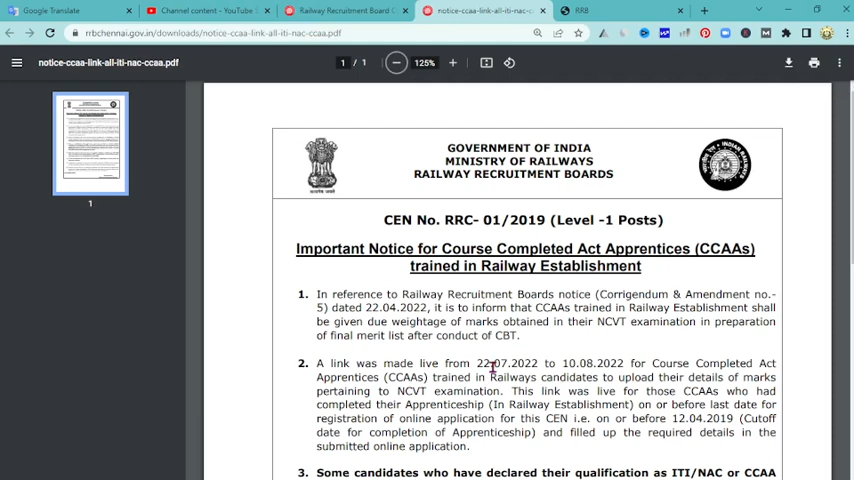 Google Translate
Channel content - YouTube
Railway Recruitment Board C
notice-ccaa-link-all-iti-nac-ccaa.p
RRB
rrbchennai.gov.in/downloads/notice-ccaa-link-all-iti-nac-ccaa.pdf
notice-ccaa-link-all-iti-nac-ccaa.pdf
1 / 1
125%
1
GOVERNMENT OF INDIA
MINISTRY OF RAILWAYS
RAILWAY RECRUITMENT BOARDS
CEN No. RRC- 01/2019 (Level -1 Posts)
Important Notice for Course Completed Act Apprentices (CCAAs)
trained in Railway Establishment
1. In reference to Railway Recruitment Boards notice (Corrigendum & Amendment no.-
5) dated 22.04.2022, it is to inform that CCAAs trained in Railway Establishment shall
be given due weightage of marks obtained in their NCVT examination in preparation
of final merit list after conduct of CBT.
2. A link was made live from 22.07.2022 to 10.08.2022 for Course Completed Act
Apprentices (CCAAs) trained in Railways candidates to upload their details of marks
pertaining to NCVT examination. This link was live for those CCAAs who had
completed their Apprenticeship (In Railway Establishment) on or before last date for
registration of online application for this CEN i.e. on or before 12.04.2019 (Cutoff
date for completion of Apprenticeship) and filled up the required details in the
submitted online application.
3. Some candidates who have declared their qualification as ITI/NAC or CCAA